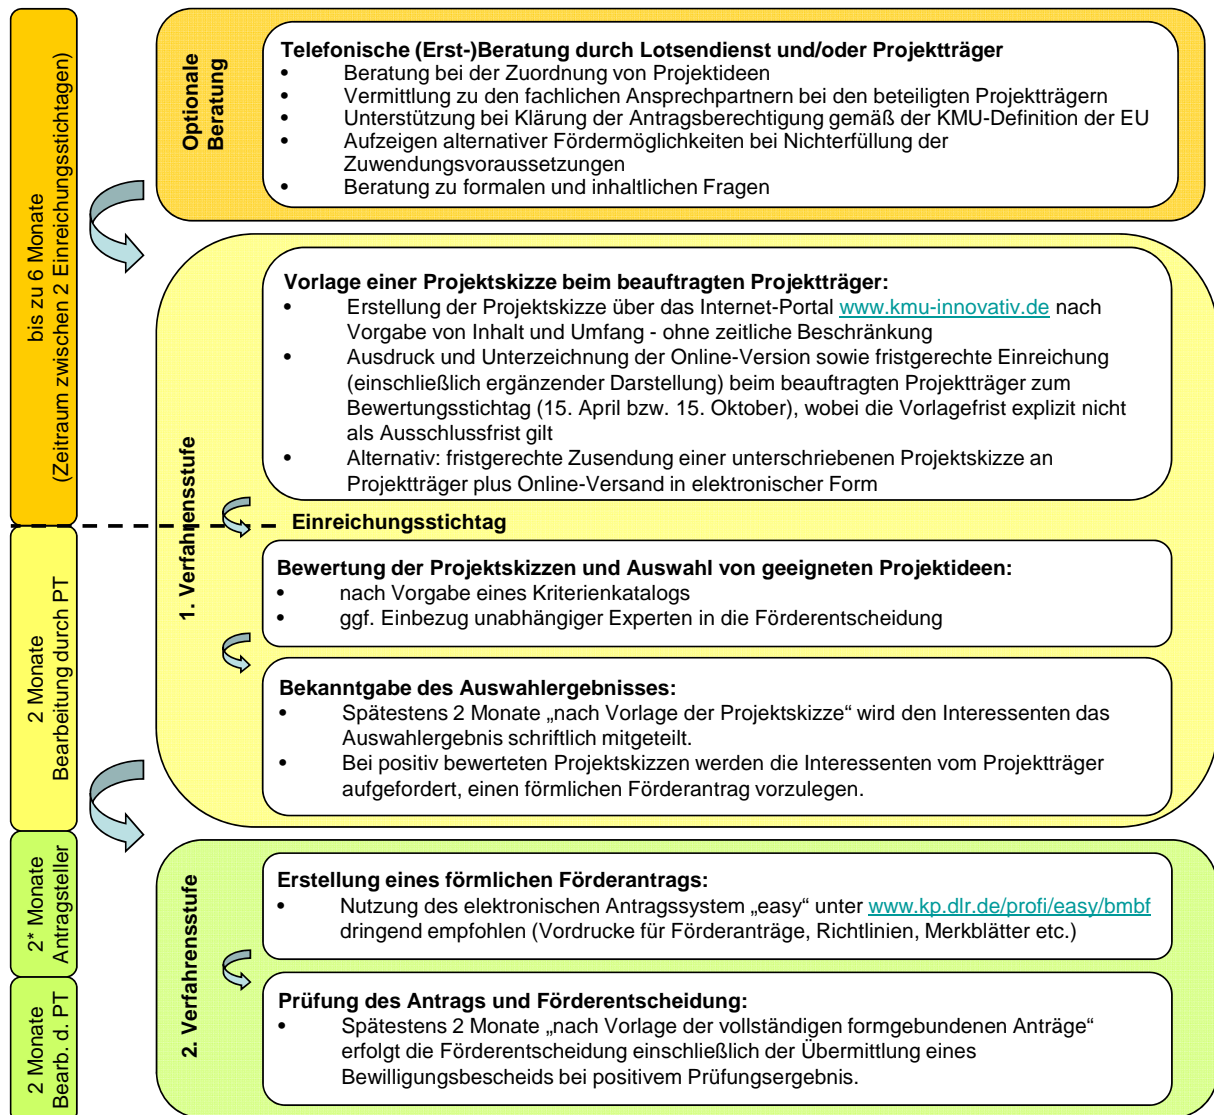 bis zu 6 Monate
(Zeitraum zwischen 2 Einreichungsstichtagen)
Optionale
Beratung
Telefonische (Erst-)Beratung durch Lotsendienst und/oder Projektträger
• Beratung bei der Zuordnung von Projektideen
• Vermittlung zu den fachlichen Ansprechpartnern bei den beteiligten Projektträgern
• Unterstützung bei Klärung der Antragsberechtigung gemäß der KMU-Definition der EU
• Aufzeigen alternativer Fördermöglichkeiten bei Nichterfüllung der
Zuwendungsvoraussetzungen
• Beratung zu formalen und inhaltlichen Fragen
1. Verfahrensstufe
Vorlage einer Projektskizze beim beauftragten Projektträger:
• Erstellung der Projektskizze über das Internet-Portal www.kmu-innovativ.de nach
Vorgabe von Inhalt und Umfang - ohne zeitliche Beschränkung
• Ausdruck und Unterzeichnung der Online-Version sowie fristgerechte Einreichung
(einschließlich ergänzender Darstellung) beim beauftragten Projektträger zum
Bewertungsstichtag (15. April bzw. 15. Oktober), wobei die Vorlagefrist explizit nicht
als Ausschlussfrist gilt
• Alternativ: fristgerechte Zusendung einer unterschriebenen Projektskizze an
Projektträger plus Online-Versand in elektronischer Form
Einreichungsstichtag
2 Monate
Bearbeitung durch PT
Bewertung der Projektskizzen und Auswahl von geeigneten Projektideen:
• nach Vorgabe eines Kriterienkatalogs
• ggf. Einbezug unabhängiger Experten in die Förderentscheidung
Bekanntgabe des Auswahlergebnisses:
• Spätestens 2 Monate „nach Vorlage der Projektskizze“ wird den Interessenten das
Auswahlergebnis schriftlich mitgeteilt.
• Bei positiv bewerteten Projektskizzen werden die Interessenten vom Projektträger
aufgefordert, einen förmlichen Förderantrag vorzulegen.
2* Monate
Antragsteller
2. Verfahrensstufe
Erstellung eines förmlichen Förderantrags:
• Nutzung des elektronischen Antragssystem „easy“ unter www.kp.dlr.de/profi/easy/bmbf
dringend empfohlen (Vordrucke für Förderanträge, Richtlinien, Merkblätter etc.)
2 Monate
Bearb. d. PT
Prüfung des Antrags und Förderentscheidung:
• Spätestens 2 Monate „nach Vorlage der vollständigen formgebundenen Anträge“
erfolgt die Förderentscheidung einschließlich der Übermittlung eines
Bewilligungsbescheids bei positivem Prüfungsergebnis.